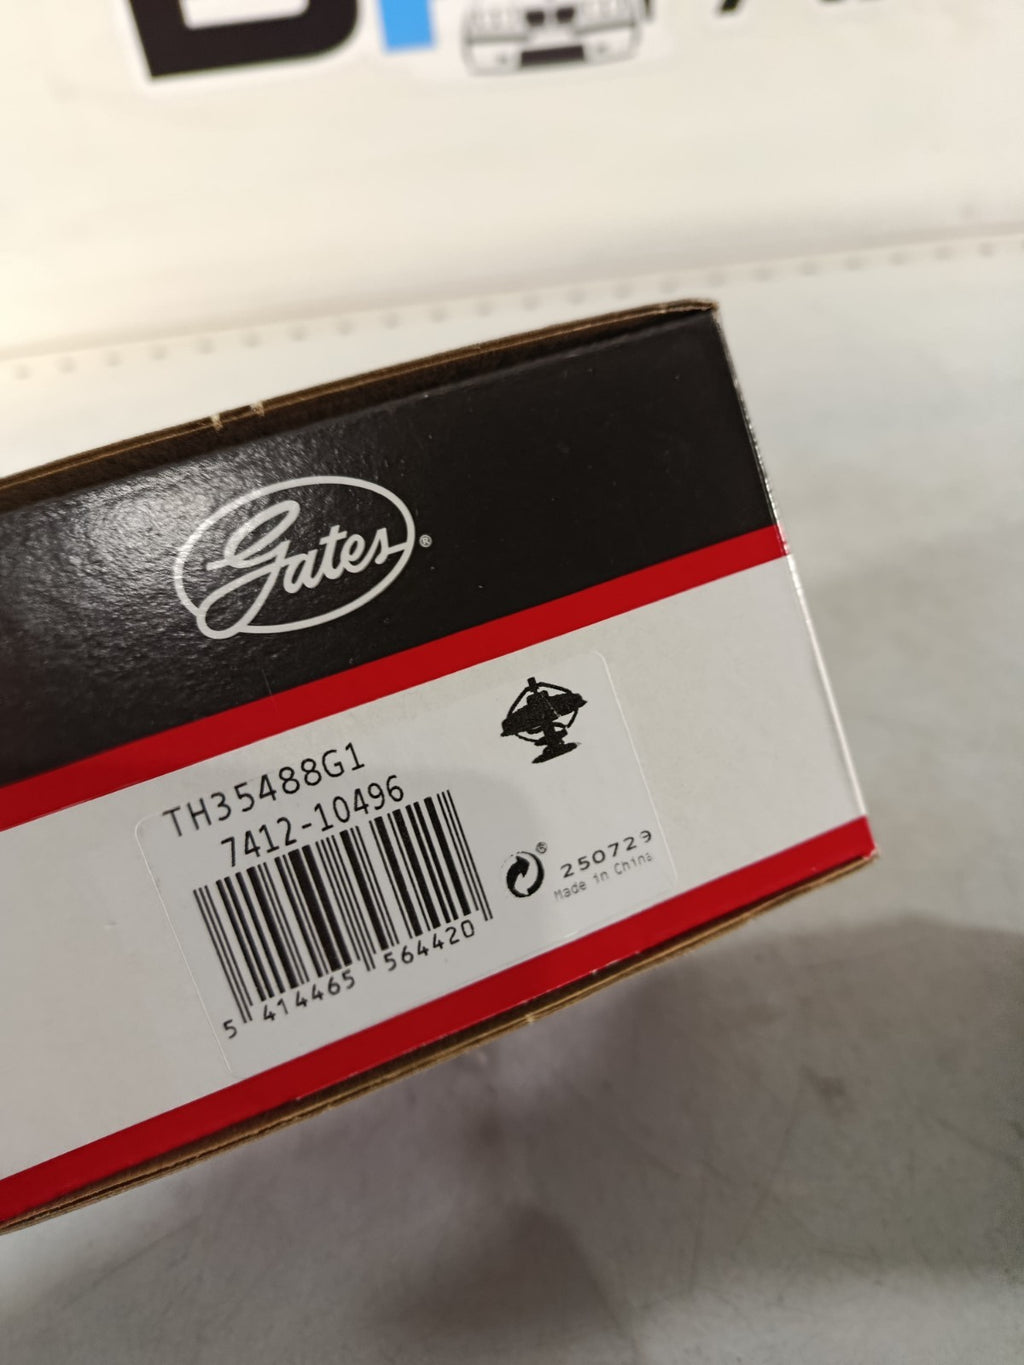 Gates®
TH35488G1
7412-10496
5 414465 564420
®
250729
Made in China